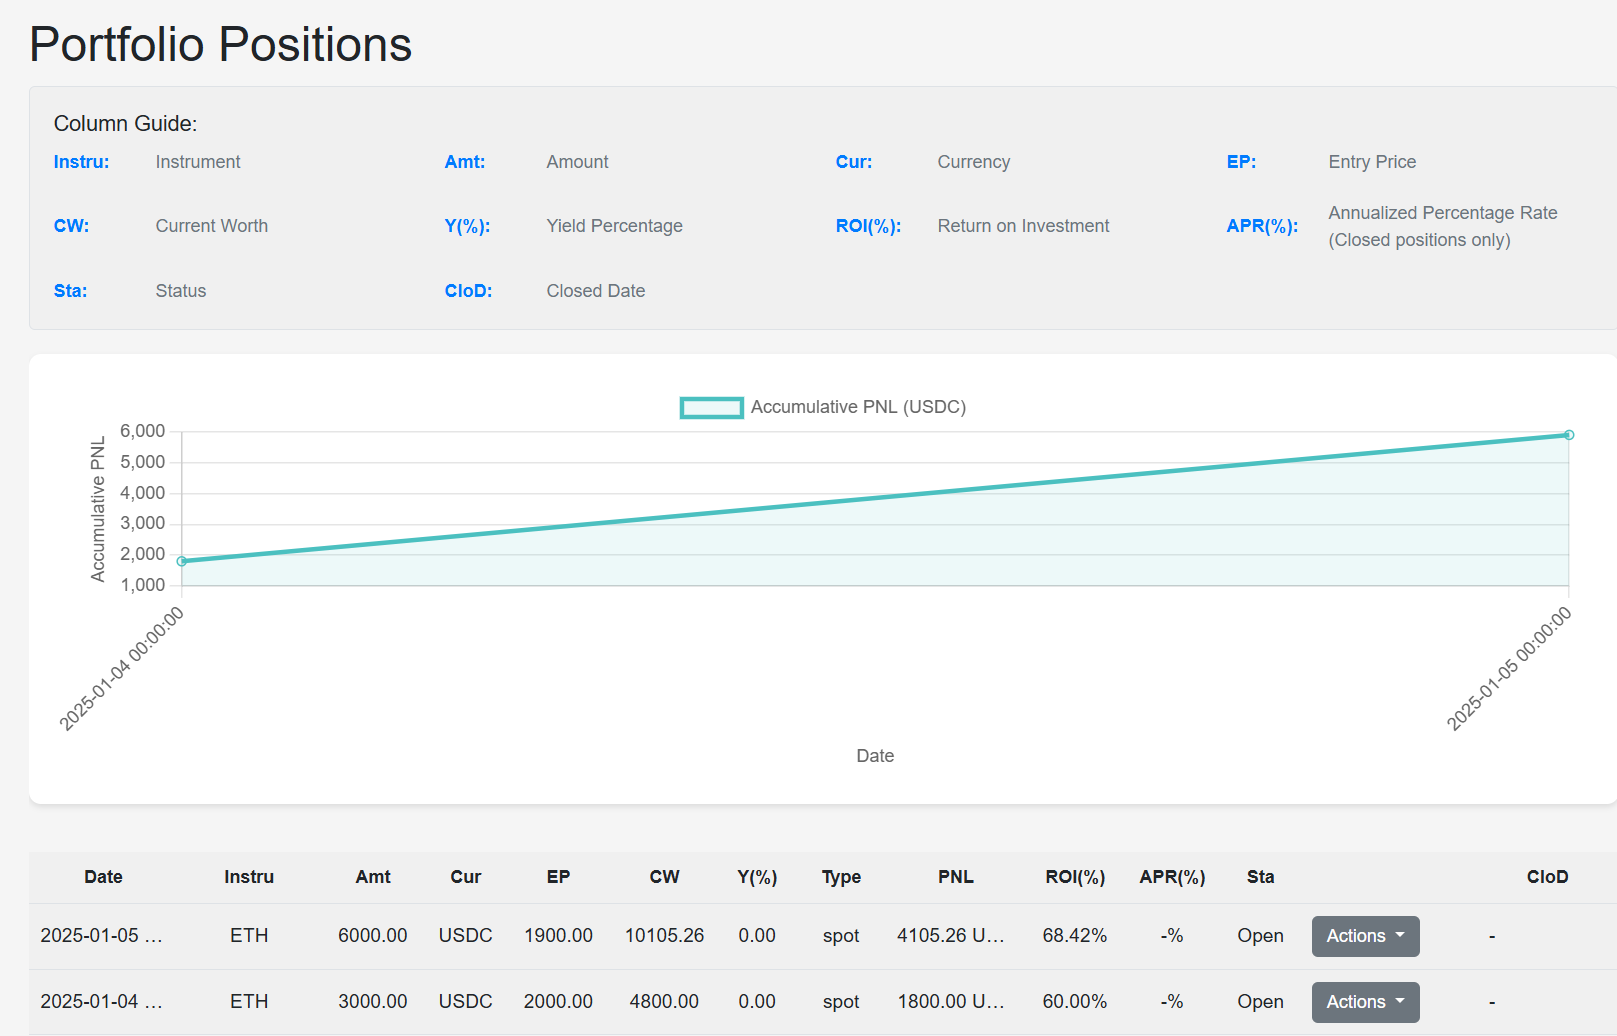 Portfolio Positions
Column Guide:
Instru: Instrument Amt: Amount Cur: Currency EP: Entry Price
CW: Current Worth Y(%): Yield Percentage ROI(%): Return on Investment APR(%): Annualized Percentage Rate
(Closed positions only)
Sta: Status CloD: Closed Date
Accumulative PNL (USDC)
Accumulative PNL
6,000
5,000
4,000
3,000
2,000
1,000
2025-01-04 00:00:00 2025-01-05 00:00:00
Date
Date Instru Amt Cur EP CW Y(%) Type PNL ROI(%) APR(%) Sta CloD
2025-01-05 ... ETH 6000.00 USDC 1900.00 10105.26 0.00 spot 4105.26 U... 68.42% -% Open Actions -
2025-01-04 ... ETH 3000.00 USDC 2000.00 4800.00 0.00 spot 1800.00 U... 60.00% -% Open Actions -